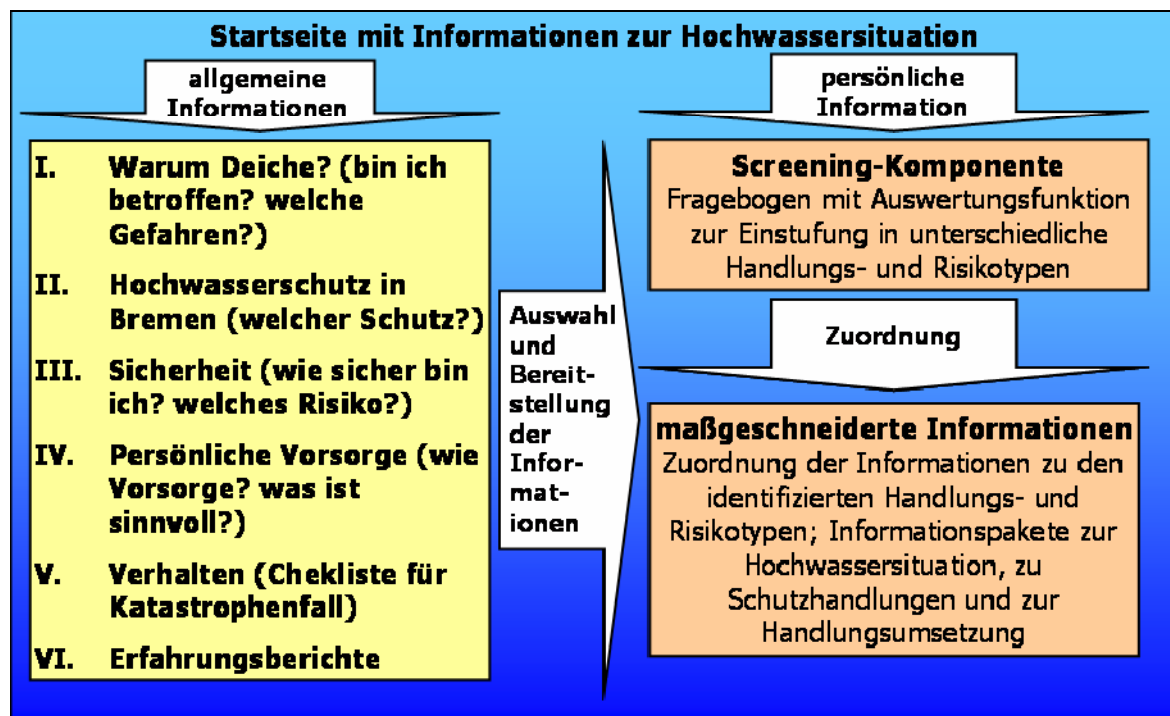 Startseite mit Informationen zur Hochwassersituation
allgemeine
Informationen
I. Warum Deiche? (bin ich
betroffen? welche
Gefahren?)
II. Hochwasserschutz in
Bremen (welcher Schutz?)
III. Sicherheit (wie sicher bin
ich? welches Risiko?)
IV. Persönliche Vorsorge (wie
Vorsorge? was ist
sinnvoll?)
V. Verhalten (Chekliste für
Katastrophenfall)
VI. Erfahrungsberichte
Auswahl
und
Bereit-
stellung
der
Infor-
mat-
ionen
persönliche
Information
Screening-Komponente
Fragebogen mit Auswertungsfunktion
zur Einstufung in unterschiedliche
Handlungs- und Risikotypen
Zuordnung
maßgeschneiderte Informationen
Zuordnung der Informationen zu den
identifizierten Handlungs- und
Risikotypen; Informationspakete zur
Hochwassersituation, zu
Schutzhandlungen und zur
Handlungsumsetzung